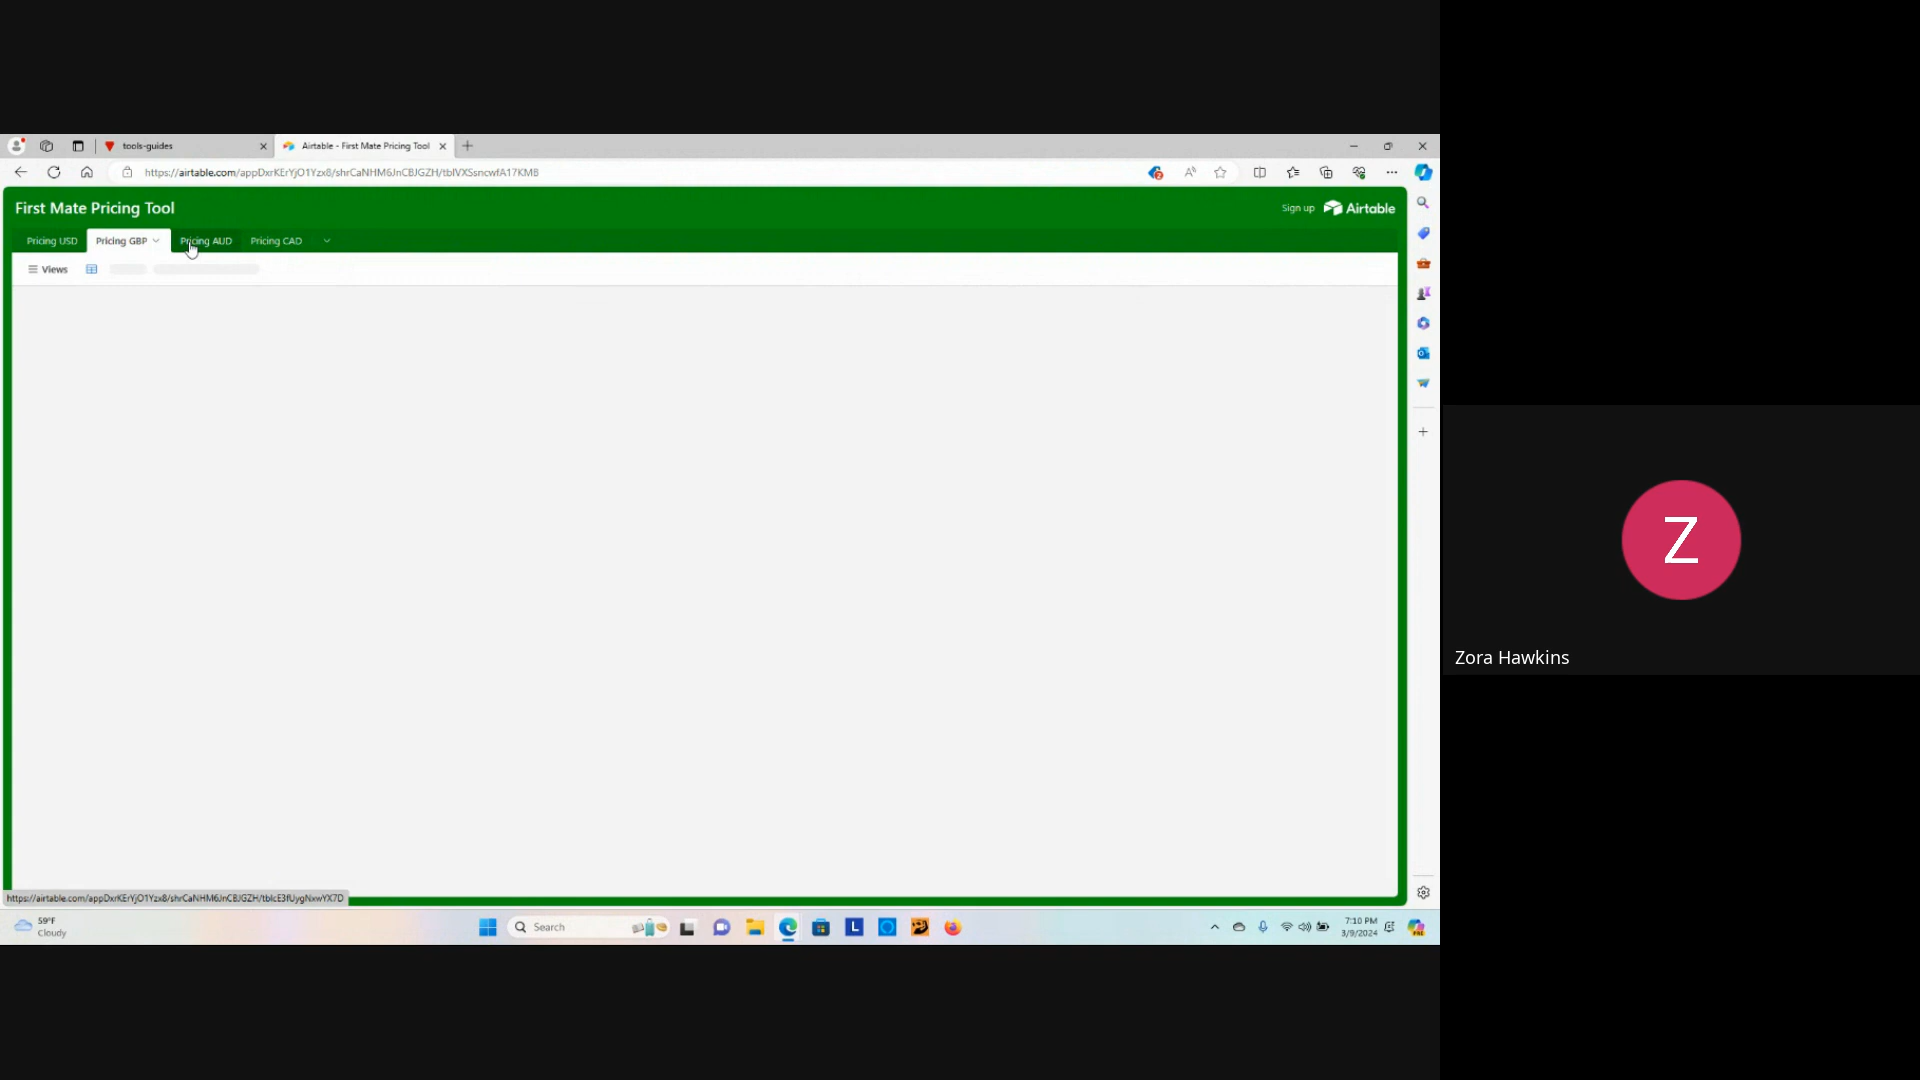 tools-guides
Airtable - First Mate Pricing Tool
First Mate Pricing Tool
Sign up
Airtable
Pricing USD
Pricing GBP
Pricing AUD
Pricing CAD
Views
Z
Zora Hawkins
59°F
Cloudy
Search
7:10 PM
3/9/2024